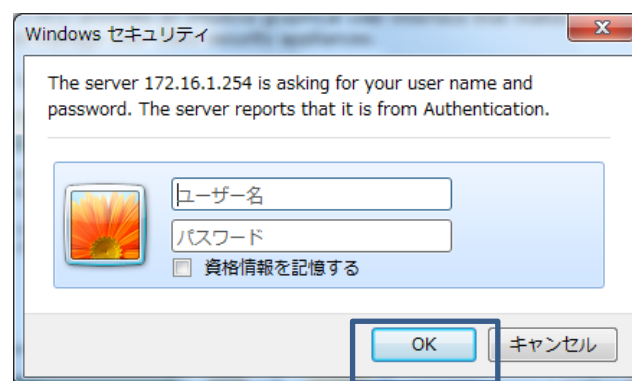 Windows セキュリティ
The server 172.16.1.254 is asking for your user name and
password. The server reports that it is from Authentication.
ユーザー名
パスワード
資格情報を記憶する
OK
キャンセル